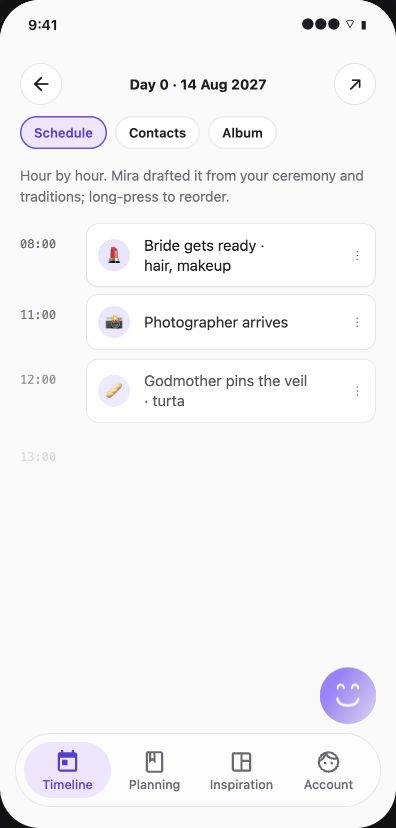 9:41
Day 0 · 14 Aug 2027
Schedule
Contacts
Album
Hour by hour. Mira drafted it from your ceremony and
traditions; long-press to reorder.
08:00
Bride gets ready ·
hair, makeup
11:00
Photographer arrives
12:00
Godmother pins the veil
· turta
13:00
Timeline
Planning
Inspiration
Account